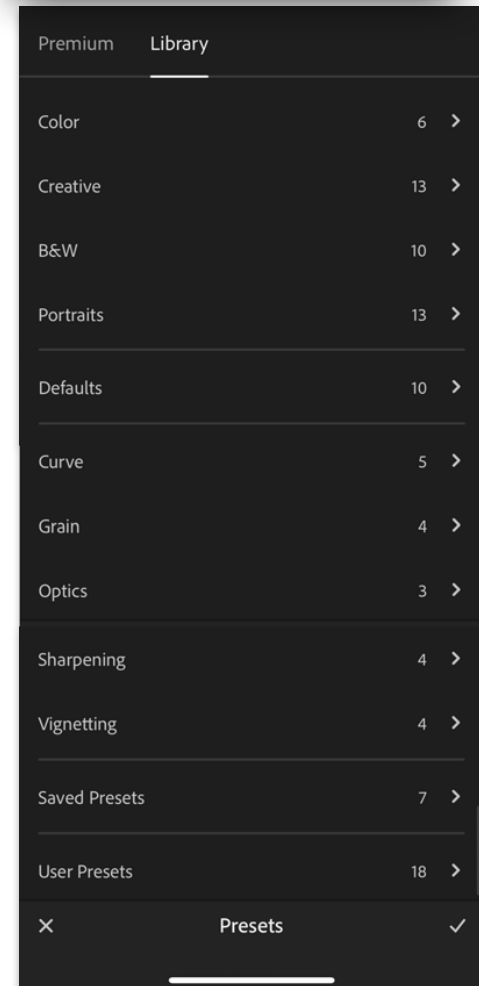 Premium Library
Color 6
Creative 13
B&W 10
Portraits 13
Defaults 10
Curve 5
Grain 4
Optics 3
Sharpening 4
Vignetting 4
Saved Presets 7
User Presets 18
Presets